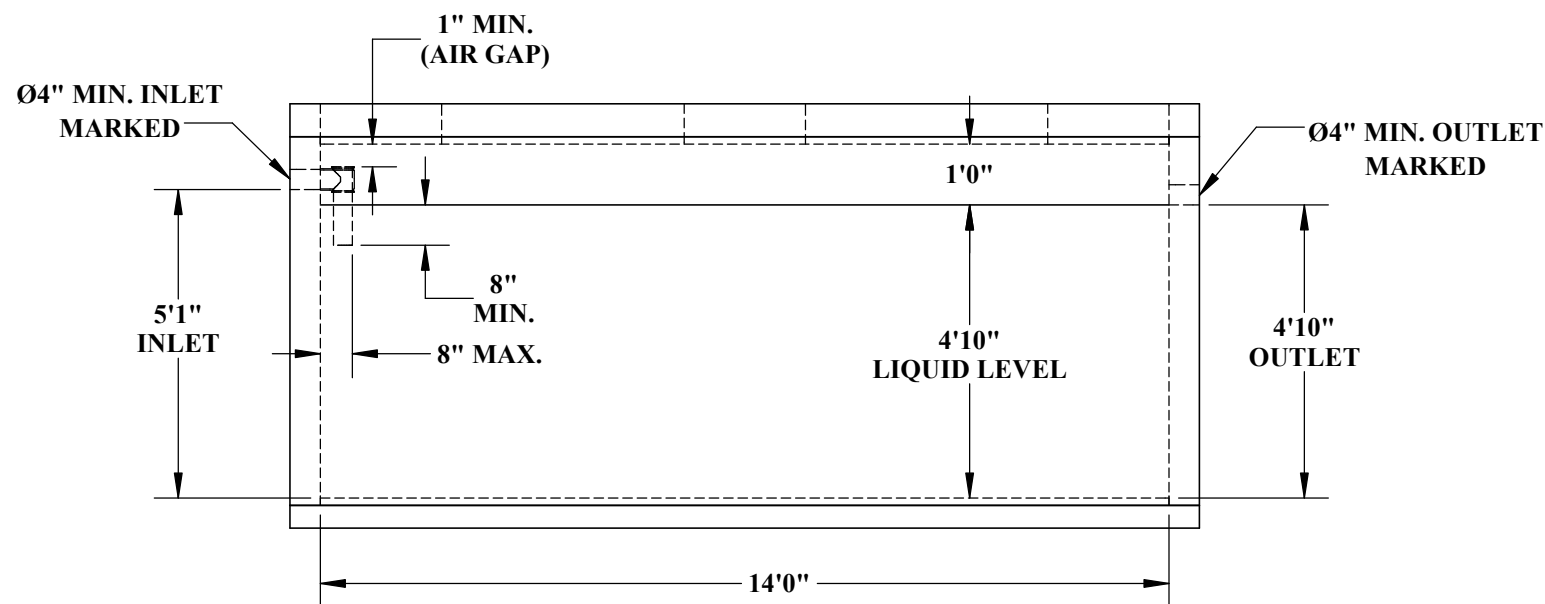 1" MIN.
(AIR GAP)
Ø4" MIN. INLET
MARKED
Ø4" MIN. OUTLET
MARKED
1'0"
8"
MIN.
5'1"
INLET
8" MAX.
4'10"
LIQUID LEVEL
4'10"
OUTLET
14'0"